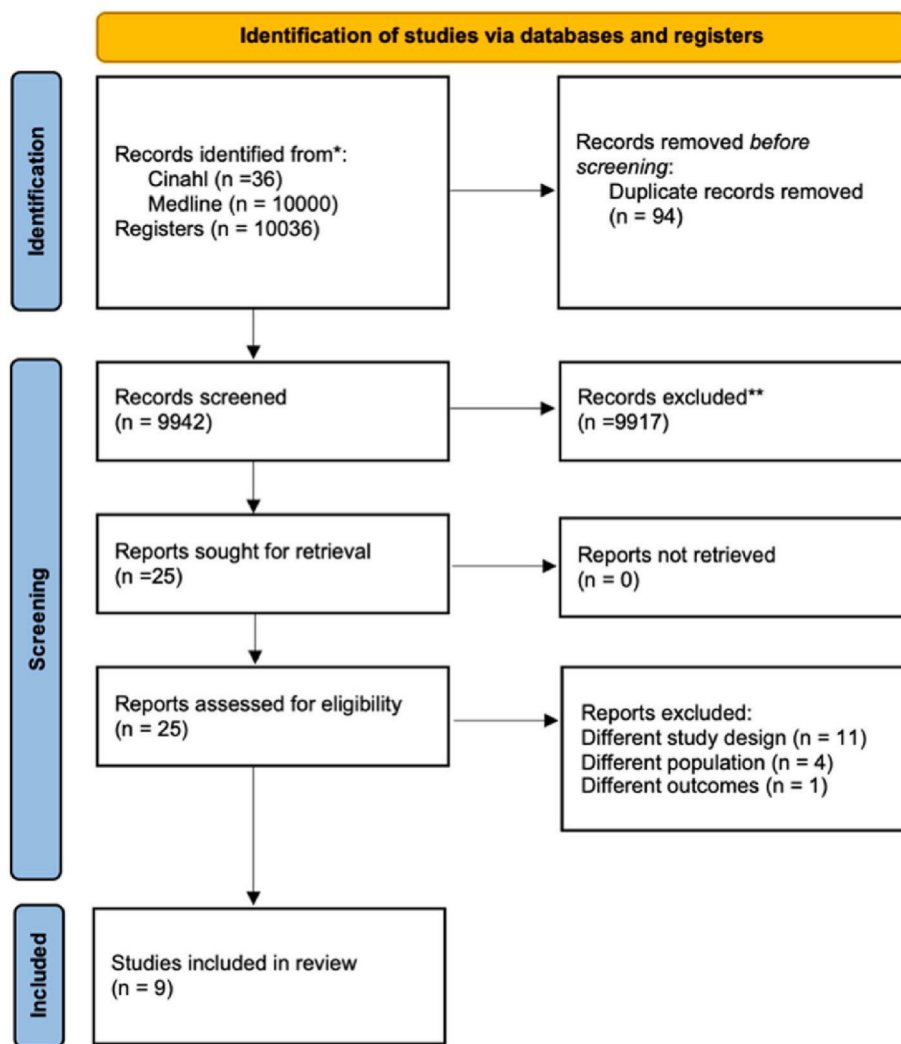 Identification of studies via databases and registers
Identification
Records identified from*:
Cinahl (n =36)
Medline (n = 10000)
Registers (n = 10036)
Records removed before
screening:
Duplicate records removed
(n = 94)
Screening
Records screened
(n = 9942)
Records excluded**
(n =9917)
Reports sought for retrieval
(n =25)
Reports not retrieved
(n = 0)
Reports assessed for eligibility
(n = 25)
Reports excluded:
Different study design (n = 11)
Different population (n = 4)
Different outcomes (n = 1)
Included
Studies included in review
(n = 9)